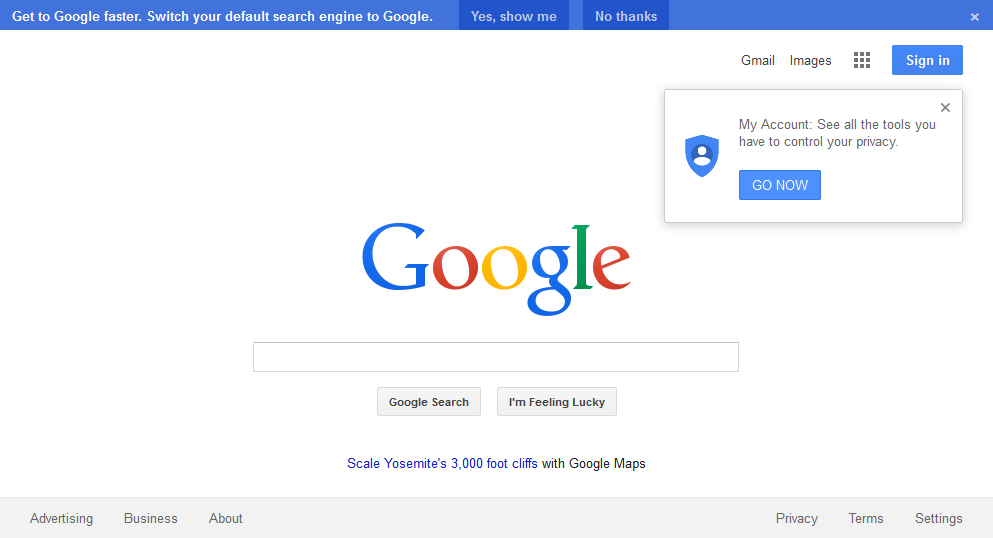 Get to Google faster. Switch your default search engine to Google. Yes, show me No thanks ×
Gmail Images Sign in
×
My Account: See all the tools you
have to control your privacy.
GO NOW
Google
Google Search I'm Feeling Lucky
Scale Yosemite's 3,000 foot cliffs with Google Maps
Advertising Business About Privacy Terms Settings